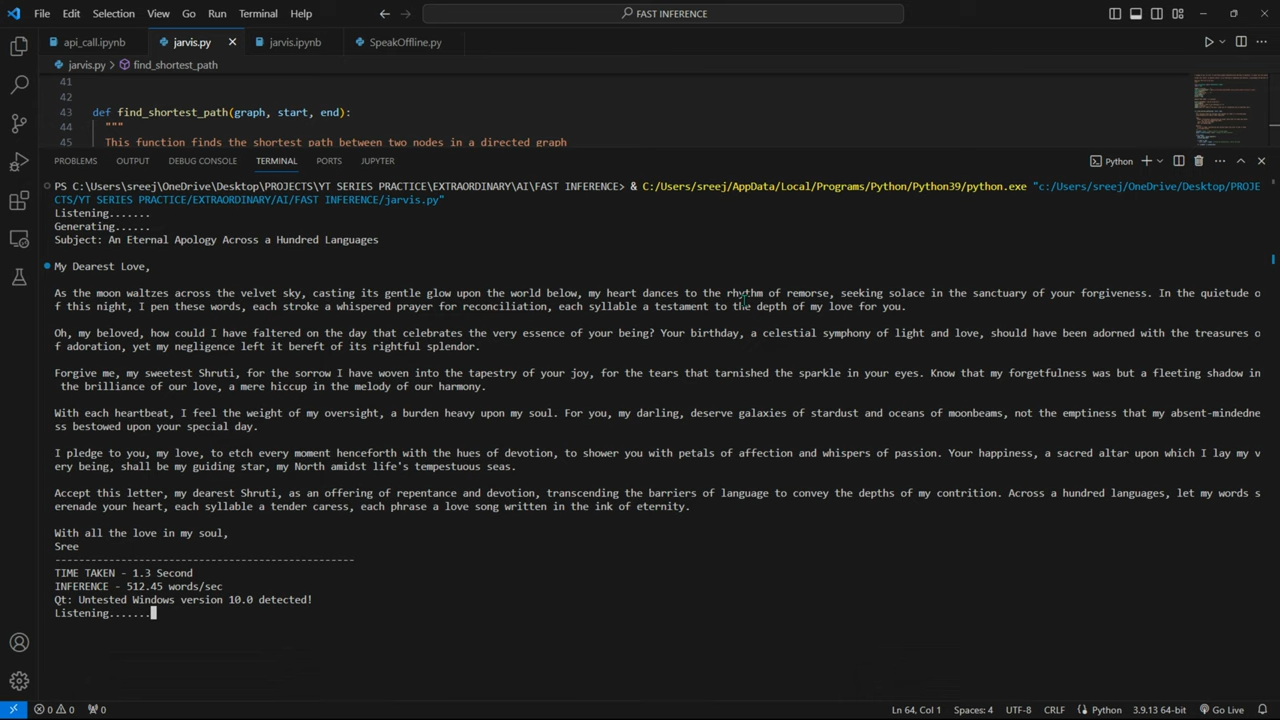 File Edit Selection View Go Run Terminal Help
FAST INFERENCE
api_call.ipynb jarvis.py jarvis.ipynb SpeakOffline.py
jarvis.py > find_shortest_path
41
42
43 def find_shortest_path(graph, start, end):
44 """
45 This function finds the shortest path between two nodes in a directed graph
PROBLEMS OUTPUT DEBUG CONSOLE TERMINAL PORTS JUPYTER
Python
PS C:\Users\sreej\OneDrive\Desktop\PROJECTS\YT SERIES PRACTICE\EXTRAORDINARY\AI\FAST INFERENCE> & C:/Users/sreej/AppData/Local/Programs/Python/Python39/python.exe "c:/Users/sreej/OneDrive/Desktop/PROJE
CTS/YT SERIES PRACTICE/EXTRAORDINARY/AI/FAST INFERENCE/jarvis.py"
Listening.......
Generating......
Subject: An Eternal Apology Across a Hundred Languages
My Dearest Love,
As the moon waltzes across the velvet sky, casting its gentle glow upon the world below, my heart dances to the rhythm of remorse, seeking solace in the sanctuary of your forgiveness. In the quietude o
f this night, I pen these words, each stroke a whispered prayer for reconciliation, each syllable a testament to the depth of my love for you.
Oh, my beloved, how could I have faltered on the day that celebrates the very essence of your being? Your birthday, a celestial symphony of light and love, should have been adorned with the treasures o
f adoration, yet my negligence left it bereft of its rightful splendor.
Forgive me, my sweetest Shruti, for the sorrow I have woven into the tapestry of your joy, for the tears that tarnished the sparkle in your eyes. Know that my forgetfulness was but a fleeting shadow in
the brilliance of our love, a mere hiccup in the melody of our harmony.
With each heartbeat, I feel the weight of my oversight, a burden heavy upon my soul. For you, my darling, deserve galaxies of stardust and oceans of moonbeams, not the emptiness that my absent-mindedne
ss bestowed upon your special day.
I pledge to you, my love, to etch every moment henceforth with the hues of devotion, to shower you with petals of affection and whispers of passion. Your happiness, a sacred altar upon which I lay my v
ery being, shall be my guiding star, my North amidst life's tempestuous seas.
Accept this letter, my dearest Shruti, as an offering of repentance and devotion, transcending the barriers of language to convey the depths of my contrition. Across a hundred languages, let my words s
erenade your heart, each syllable a tender caress, each phrase a love song written in the ink of eternity.
With all the love in my soul,
Sree
---------------------------------------------------
TIME TAKEN - 1.3 Second
INFERENCE - 512.45 words/sec
Qt: Untested Windows version 10.0 detected!
Listening.......
0 0 0 Ln 64, Col 1 Spaces: 4 UTF-8 CRLF Python 3.9.13 64-bit Go Live